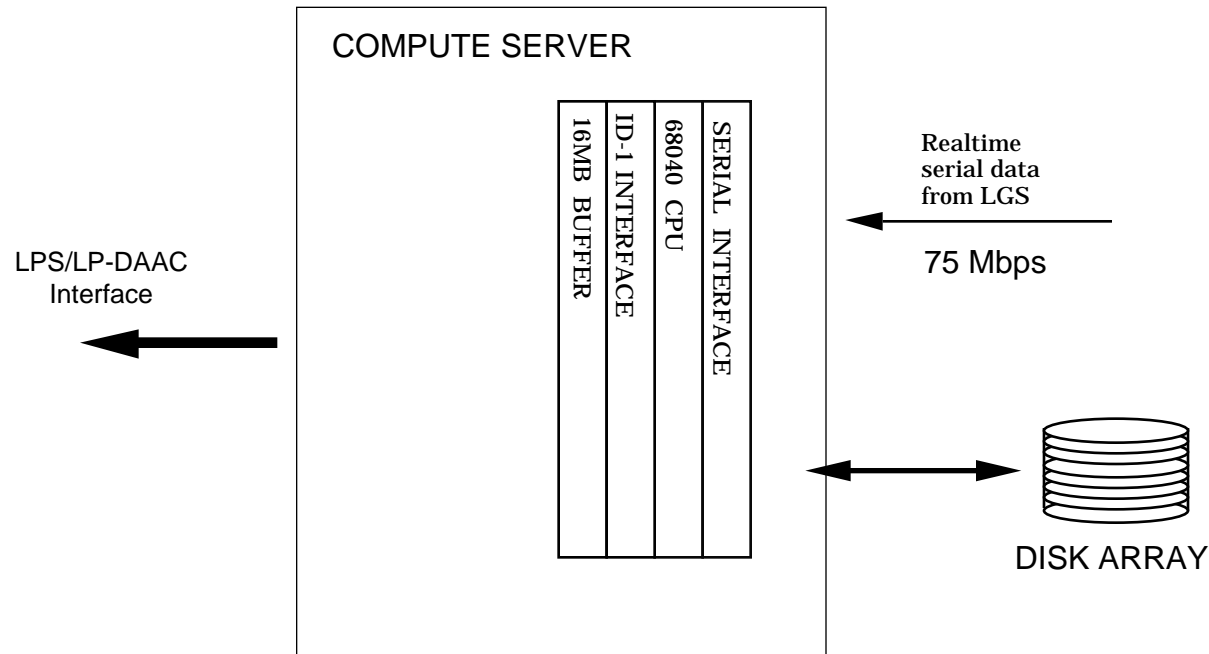 COMPUTE SERVER
16MB BUFFER
ID-1 INTERFACE
68040 CPU
SERIAL INTERFACE
Realtime
serial data
from LGS
75 Mbps
LPS/LP-DAAC
Interface
DISK ARRAY